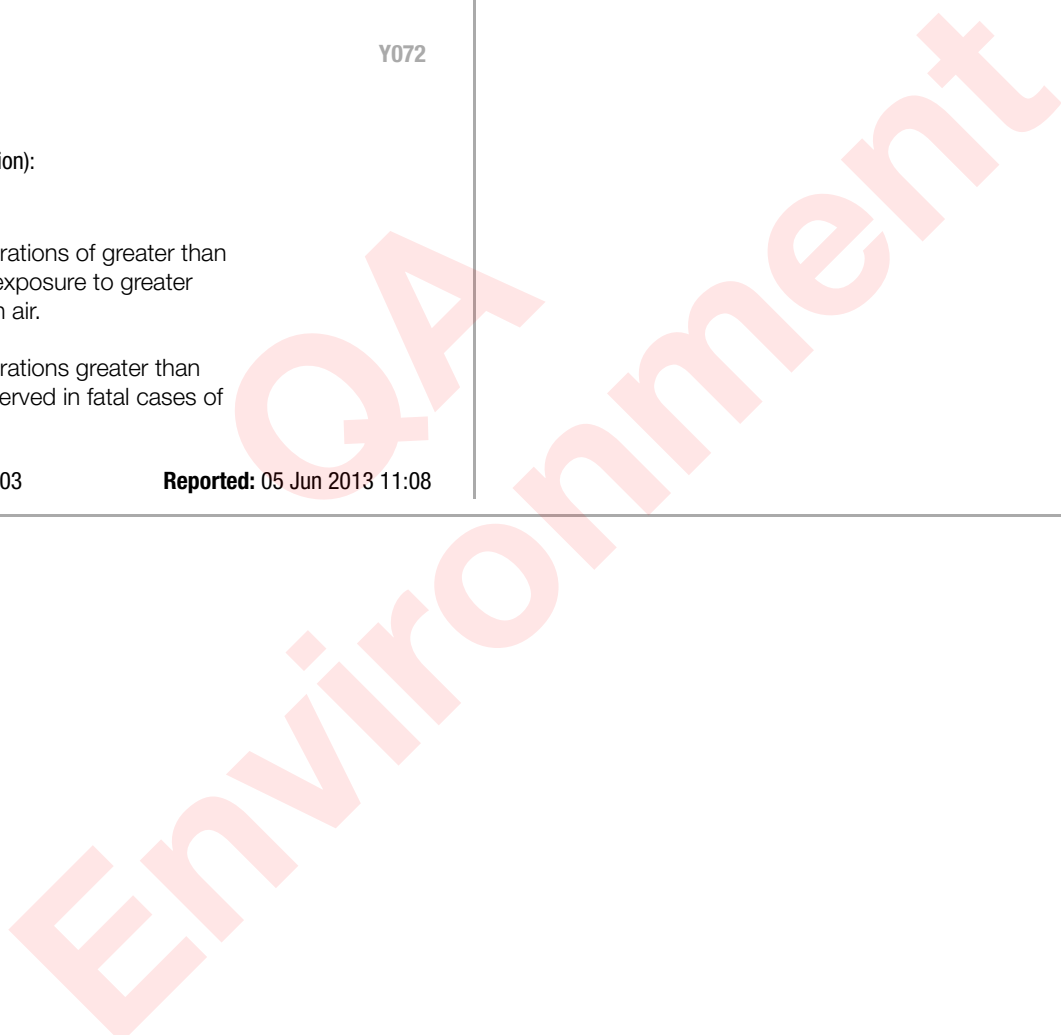 Y072
ion):
rations of greater than
exposure to greater
n air.
rations greater than
erved in fatal cases of
03 Reported: 05 Jun 2013 11:08
QA
Environment